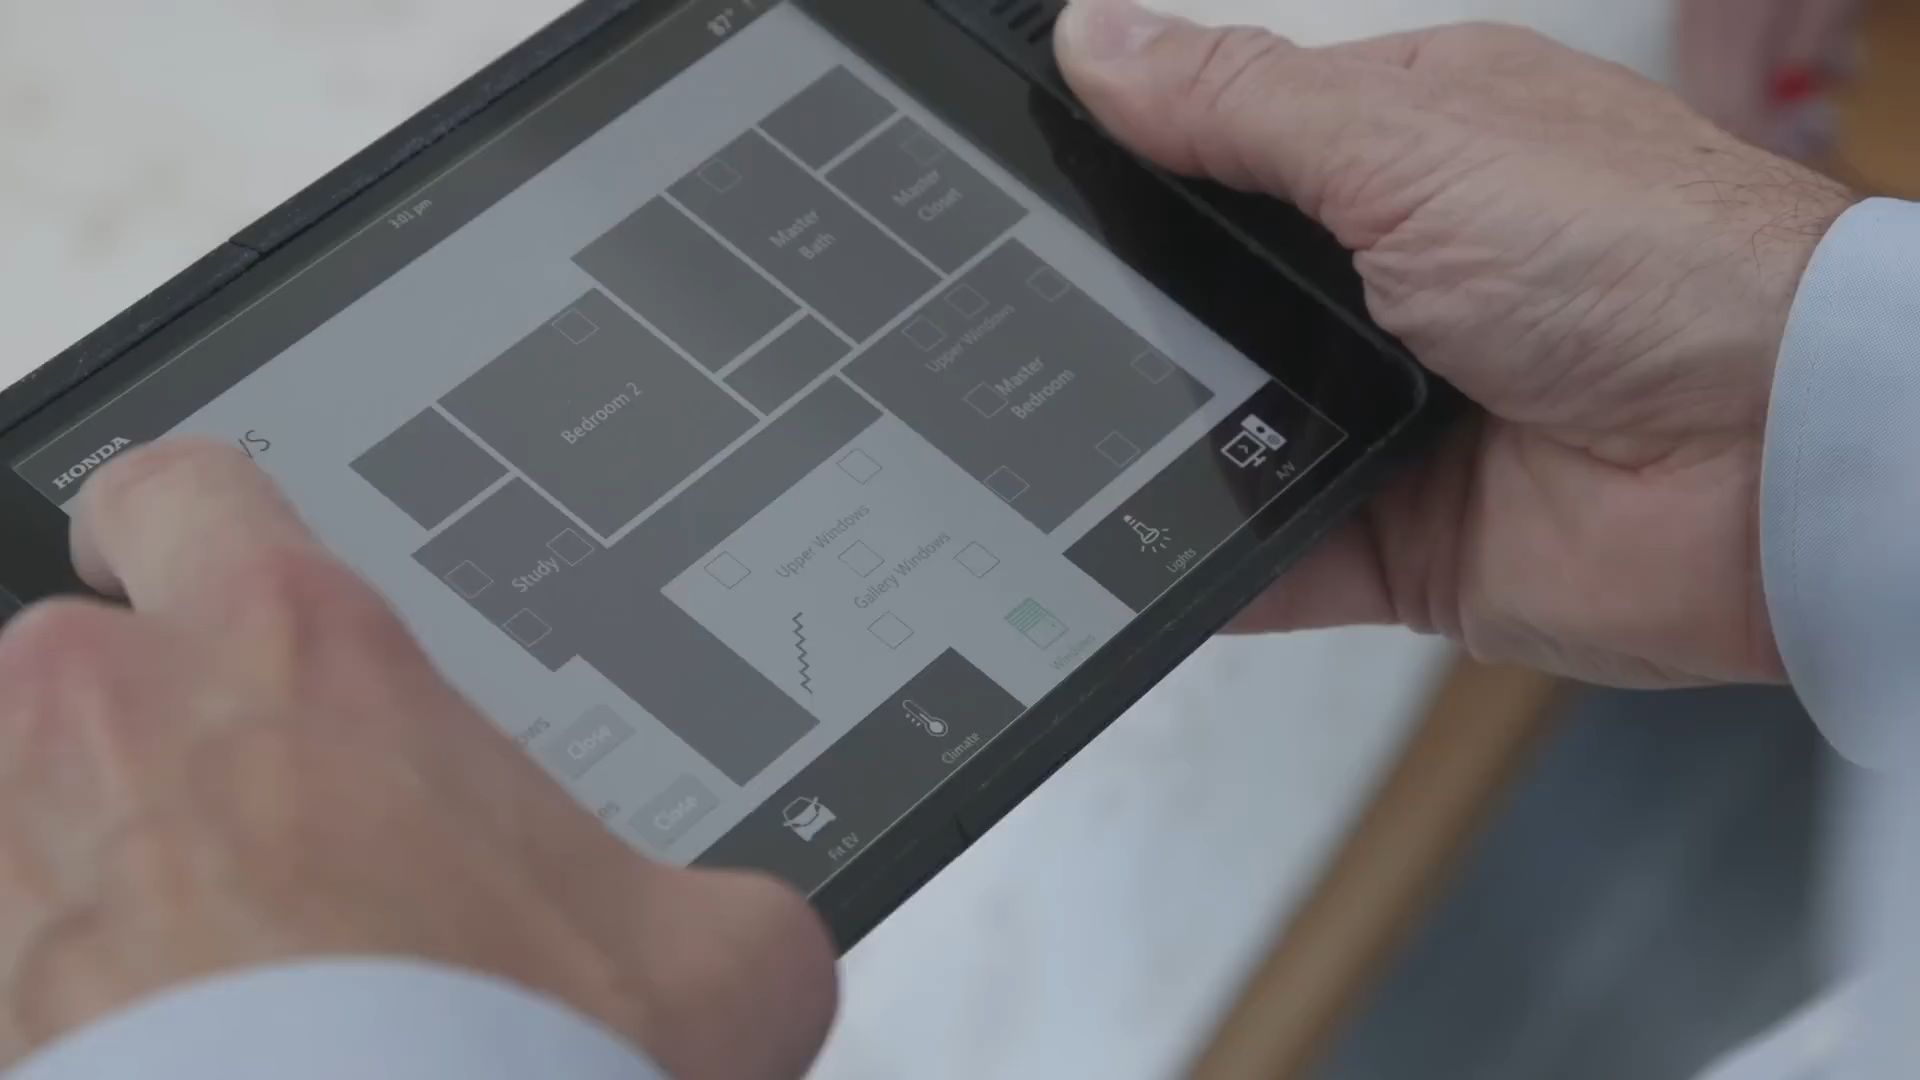 HONDA
3:01 pm
87°
Master
Closet
Master
Bath
Upper Windows
Master
Bedroom
Bedroom 2
Study
Upper Windows
Gallery Windows
Close
Close
Fit EV
Climate
Windows
Lights
A/V